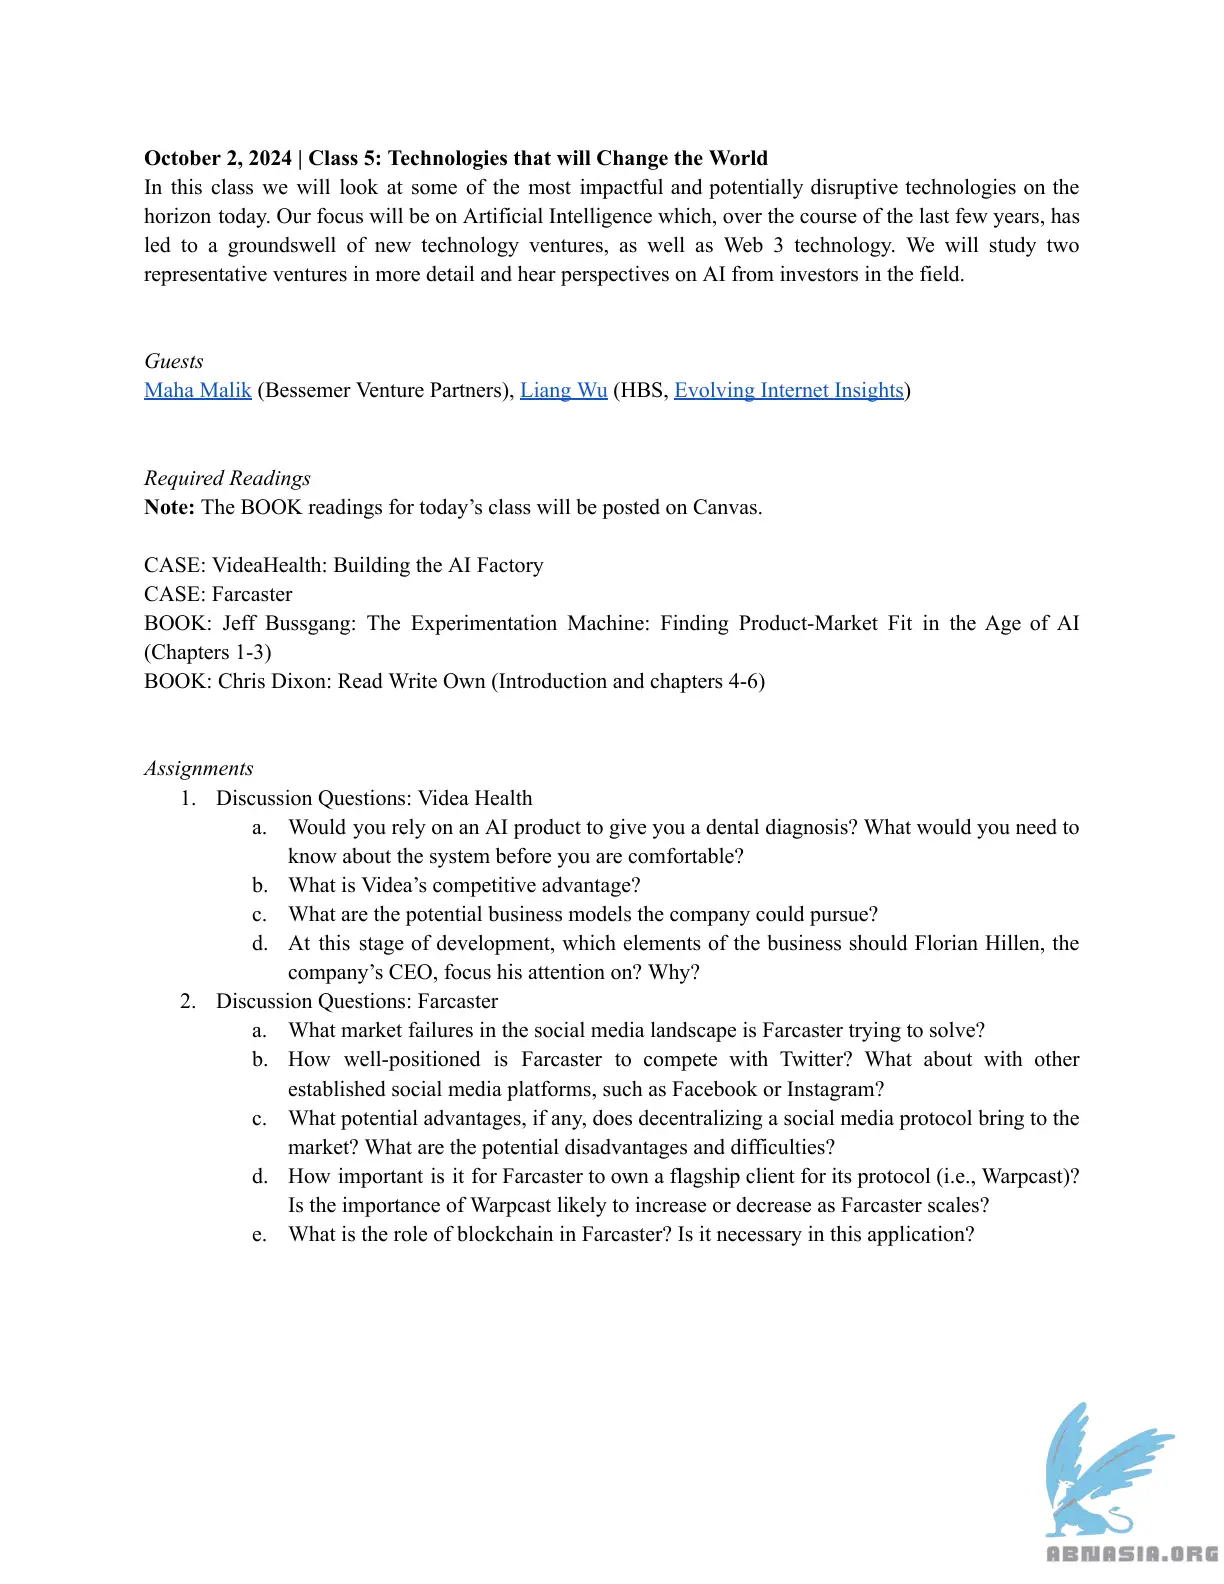 October 2, 2024 | Class 5: Technologies that will Change the World
In this class we will look at some of the most impactful and potentially disruptive technologies on the
horizon today. Our focus will be on Artificial Intelligence which, over the course of the last few years, has
led to a groundswell of new technology ventures, as well as Web 3 technology. We will study two
representative ventures in more detail and hear perspectives on AI from investors in the field.
Guests
Maha Malik (Bessemer Venture Partners), Liang Wu (HBS, Evolving Internet Insights)
Required Readings
Note: The BOOK readings for today’s class will be posted on Canvas.
CASE: VideaHealth: Building the AI Factory
CASE: Farcaster
BOOK: Jeff Bussgang: The Experimentation Machine: Finding Product-Market Fit in the Age of AI
(Chapters 1-3)
BOOK: Chris Dixon: Read Write Own (Introduction and chapters 4-6)
Assignments
1. Discussion Questions: Videa Health
a. Would you rely on an AI product to give you a dental diagnosis? What would you need to
know about the system before you are comfortable?
b. What is Videa’s competitive advantage?
c. What are the potential business models the company could pursue?
d. At this stage of development, which elements of the business should Florian Hillen, the
company’s CEO, focus his attention on? Why?
2. Discussion Questions: Farcaster
a. What market failures in the social media landscape is Farcaster trying to solve?
b. How well-positioned is Farcaster to compete with Twitter? What about with other
established social media platforms, such as Facebook or Instagram?
c. What potential advantages, if any, does decentralizing a social media protocol bring to the
market? What are the potential disadvantages and difficulties?
d. How important is it for Farcaster to own a flagship client for its protocol (i.e., Warpcast)?
Is the importance of Warpcast likely to increase or decrease as Farcaster scales?
e. What is the role of blockchain in Farcaster? Is it necessary in this application?
ABNASIA.ORG